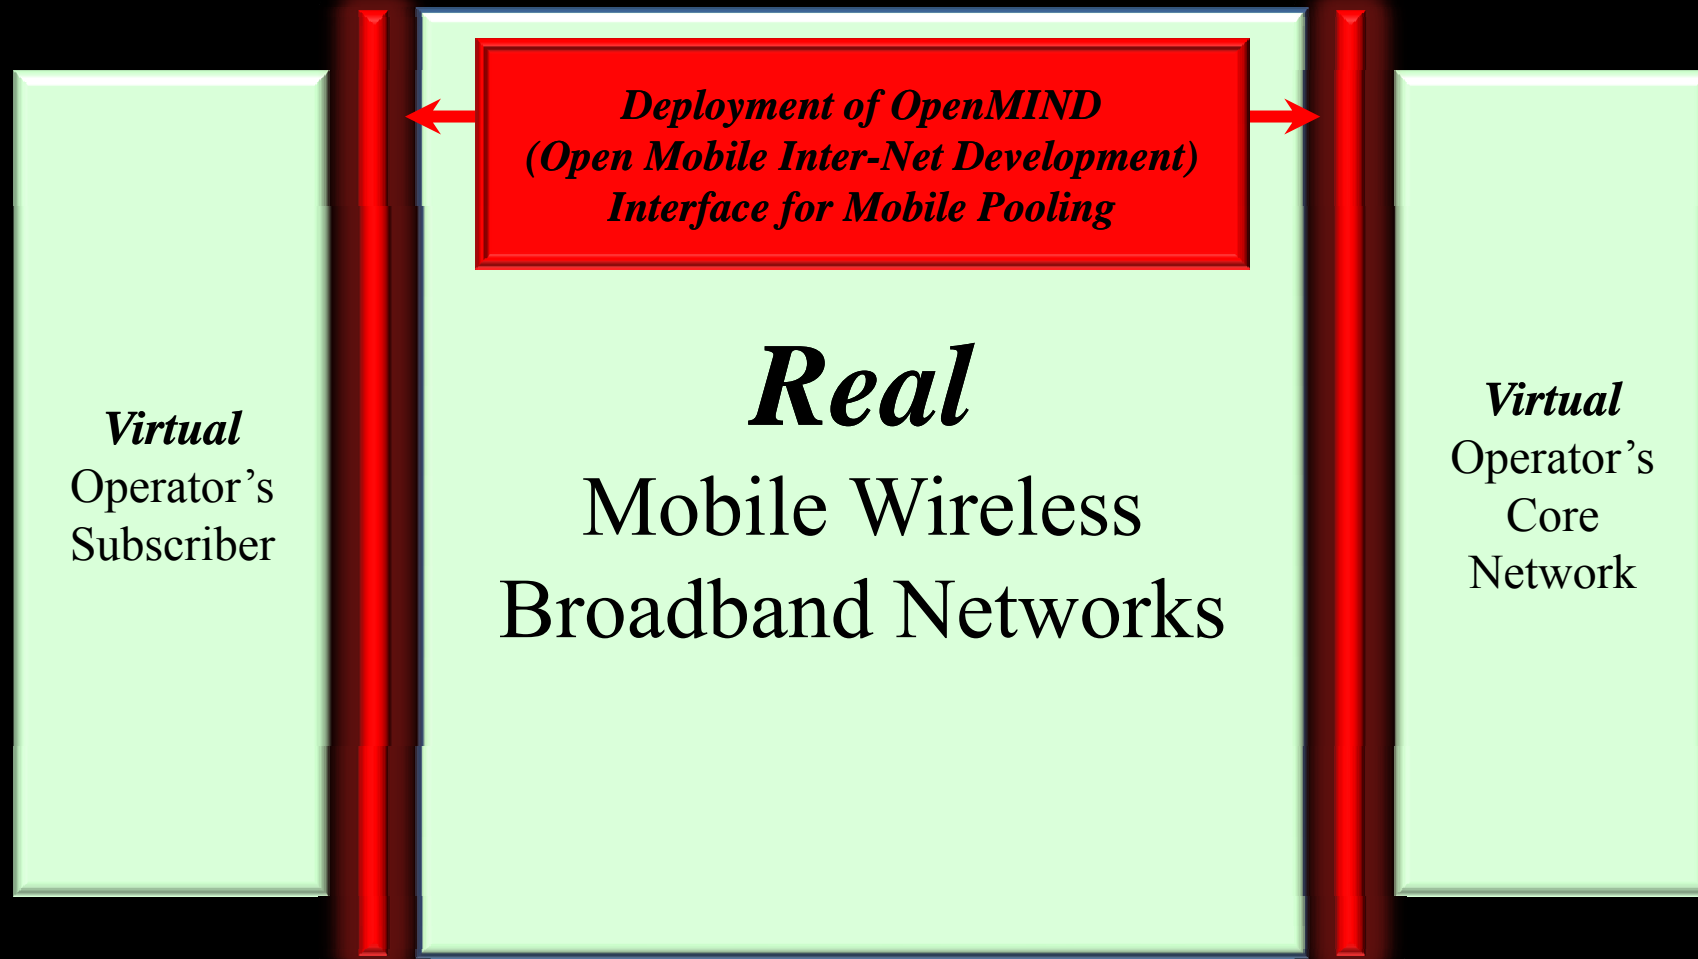 Deployment of OpenMIND
(Open Mobile Inter-Net Development)
Interface for Mobile Pooling
Virtual
Operator’s
Subscriber
Real
Mobile Wireless
Broadband Networks
Virtual
Operator’s
Core
Network